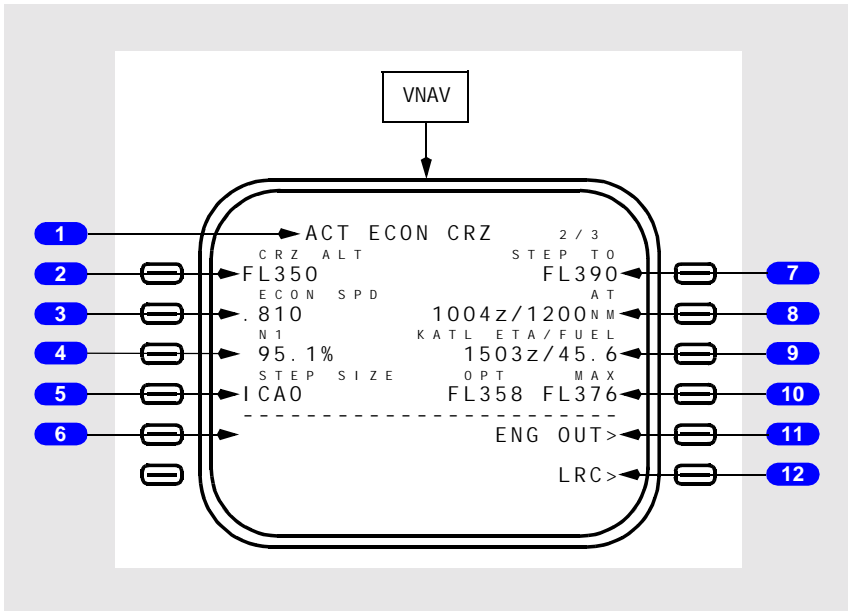 VNAV
1 ACT ECON CRZ 2/3
CRZ ALT STEP TO
2 FL350 FL390 7
ECON SPD AT
3 .810 1004z/1200NM 8
N1 KATL ETA/FUEL
4 95.1% 1503z/45.6 9
STEP SIZE OPT MAX
5 ICAO FL358 FL376 10
--------------------------
6 ENG OUT> 11
LRC> 12